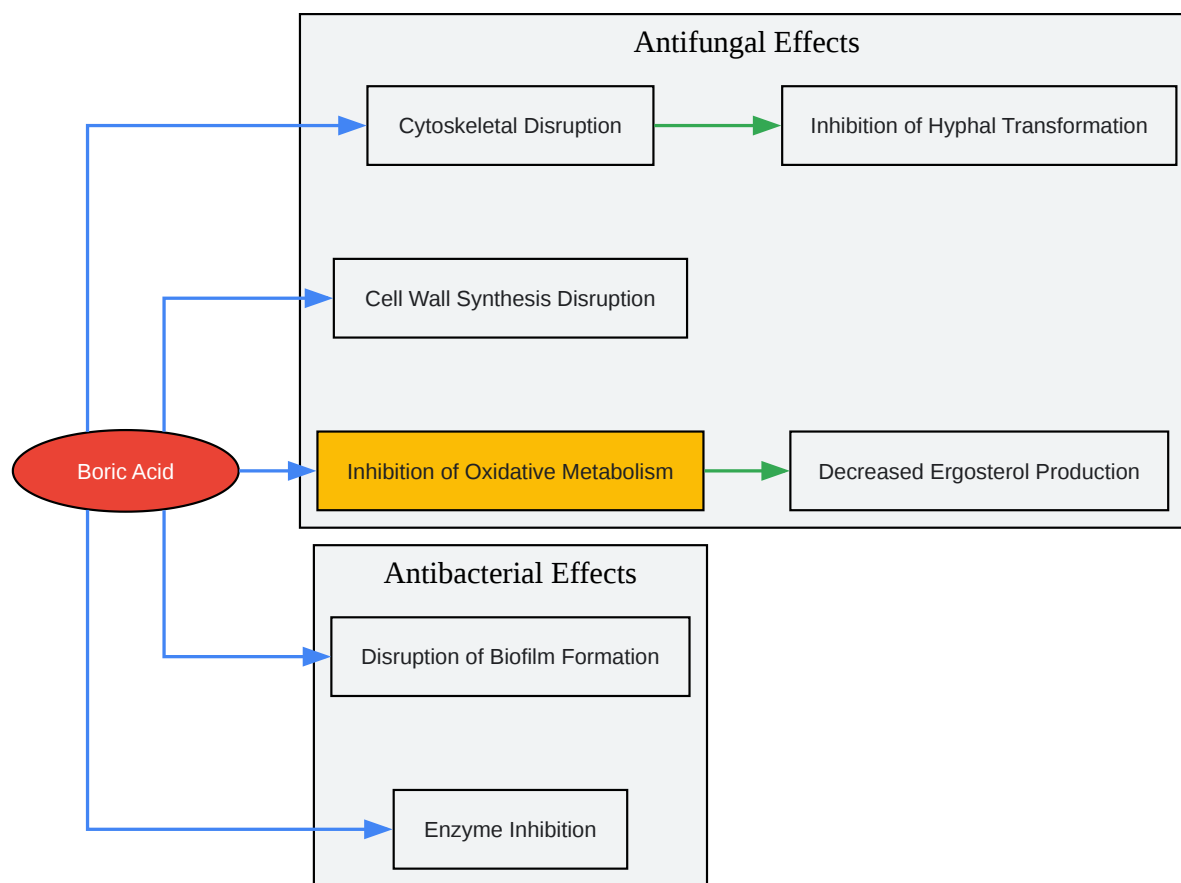 Antifungal Effects
Cytoskeletal Disruption
Inhibition of Hyphal Transformation
Cell Wall Synthesis Disruption
Boric Acid
Inhibition of Oxidative Metabolism
Decreased Ergosterol Production
Antibacterial Effects
Disruption of Biofilm Formation
Enzyme Inhibition